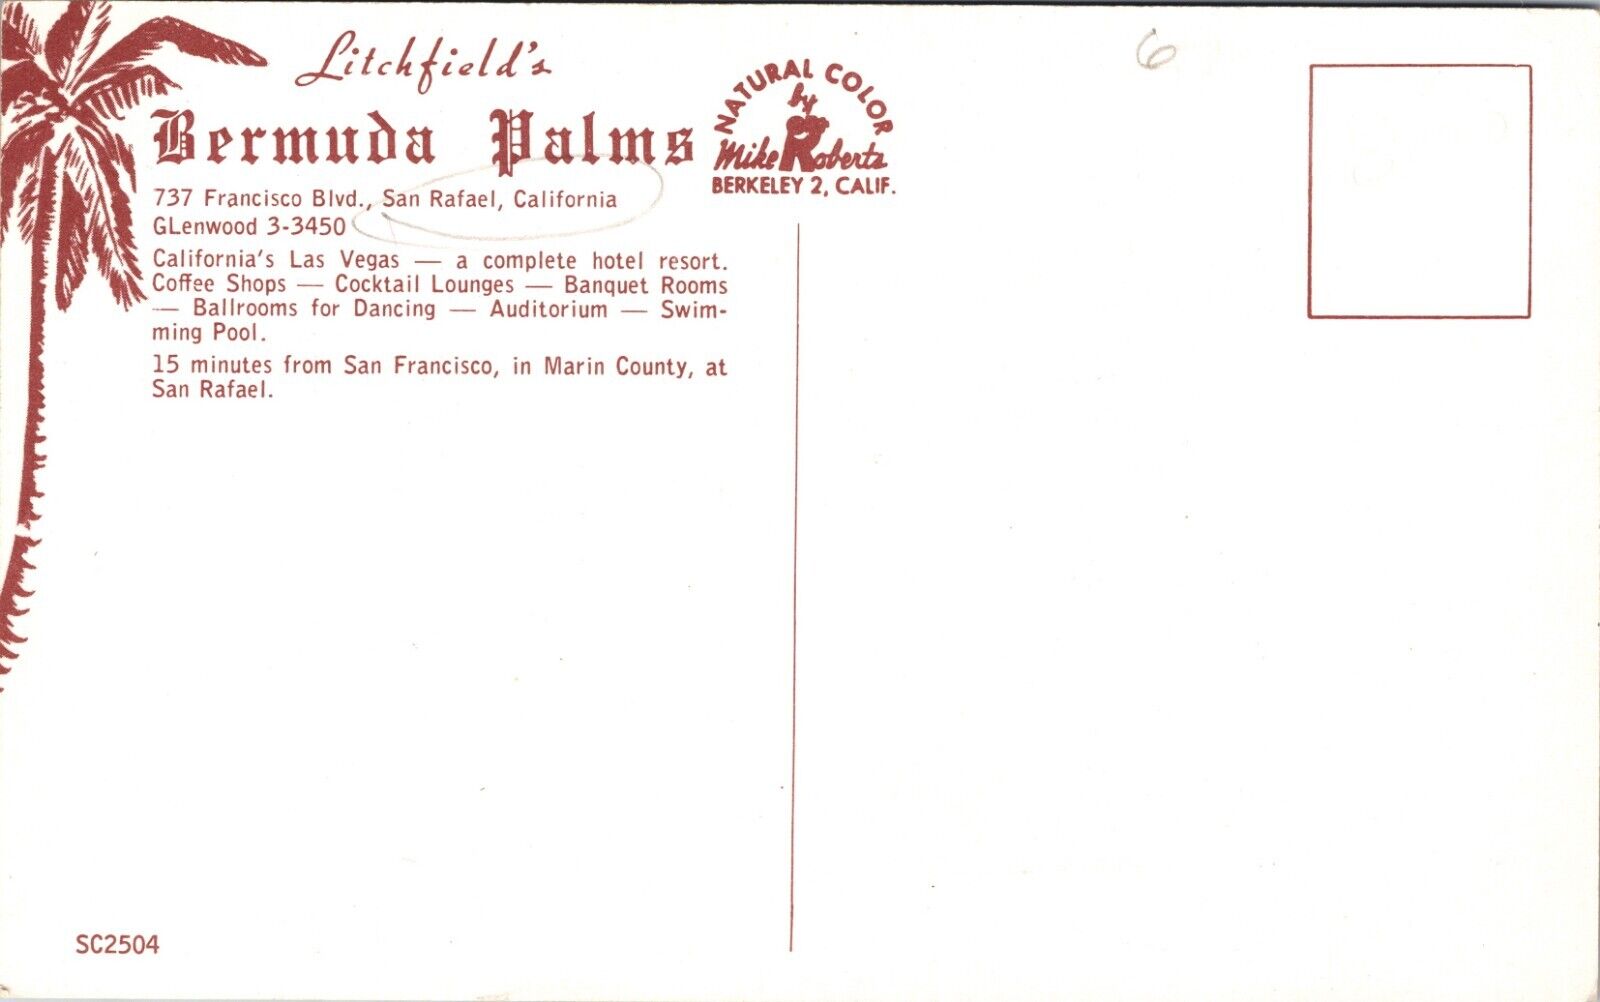 Litchfield's
Bermuda Palms
737 Francisco Blvd., San Rafael, California
GLenwood 3-3450
California's Las Vegas — a complete hotel resort.
Coffee Shops — Cocktail Lounges — Banquet Rooms
— Ballrooms for Dancing — Auditorium — Swim-
ming Pool.
15 minutes from San Francisco, in Marin County, at
San Rafael.
NATURAL COLOR
by
Mike Roberts
BERKELEY 2, CALIF.
6
SC2504